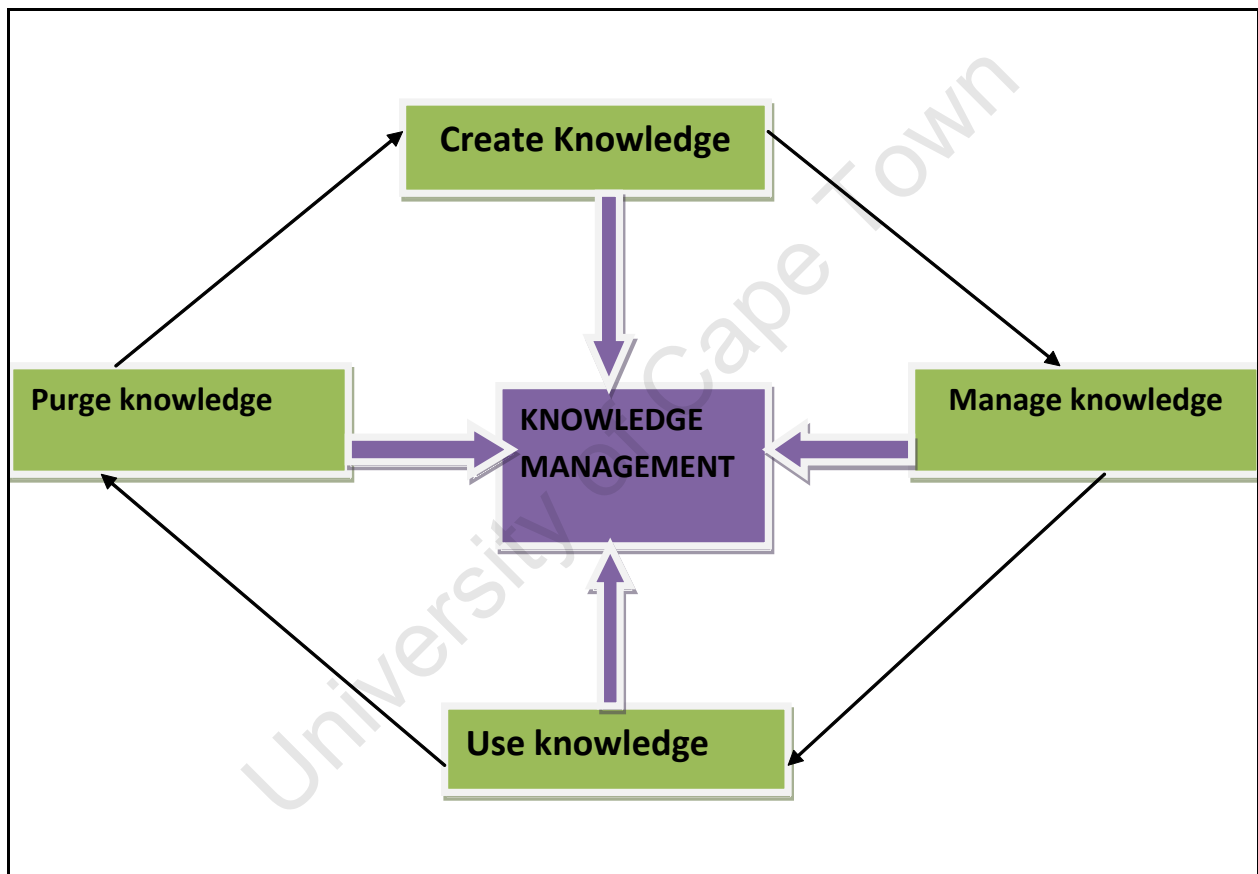 Create Knowledge
Purge knowledge
Manage knowledge
KNOWLEDGE
MANAGEMENT
Use knowledge
University of Cape Town